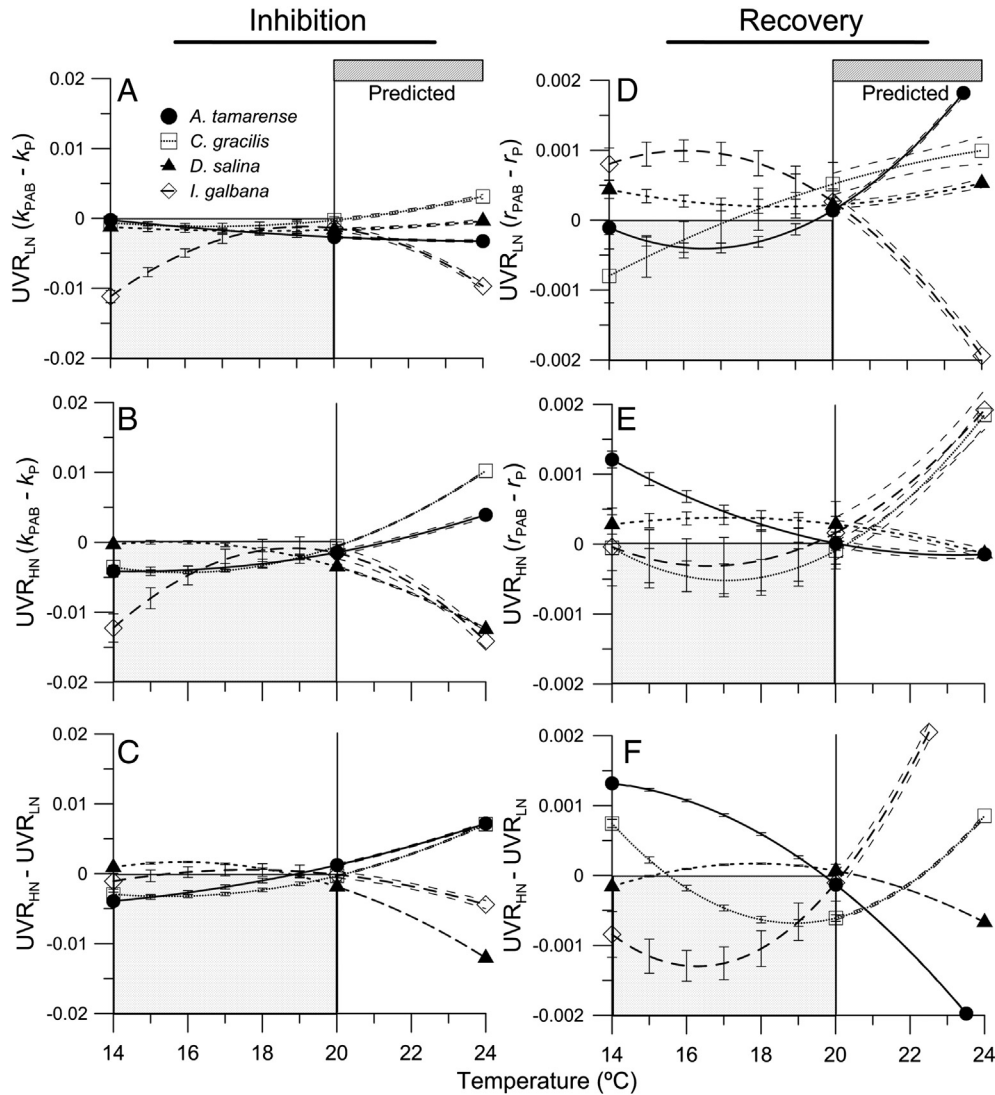 Inhibition
Recovery
A
0.02
0.01
0
-0.01
-0.02
UVR_LN (k_PAB - k_P)
A. tamarense
C. gracilis
D. salina
I. galbana
Predicted
D
0.002
0.001
0.000
-0.001
-0.002
UVR_LN (r_PAB - r_P)
Predicted
B
0.02
0.01
0
-0.01
-0.02
UVR_HN (k_PAB - k_P)
E
0.002
0.001
0.000
-0.001
-0.002
UVR_HN (r_PAB - r_P)
C
0.02
0.01
0
-0.01
-0.02
UVR_HN - UVR_LN
14 16 18 20 22 24
F
0.002
0.001
0.000
-0.001
-0.002
UVR_HN - UVR_LN
14 16 18 20 22 24
Temperature (ºC)